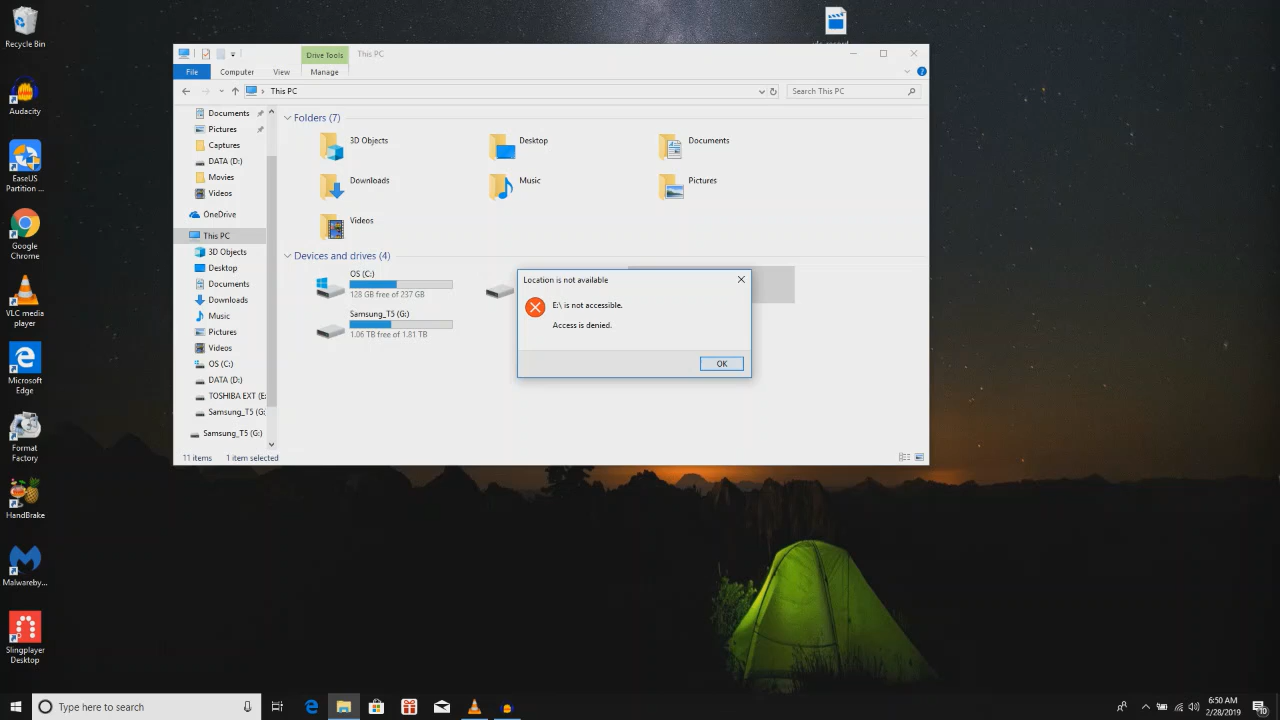 Recycle Bin
Audacity
EaseUS
Partition ...
Google
Chrome
VLC media
player
Microsoft
Edge
Format
Factory
HandBrake
Malwareby...
Slingplayer
Desktop
Drive Tools
This PC
File
Computer
View
Manage
This PC
Search This PC
Documents
Pictures
Captures
DATA (D:)
Movies
Videos
OneDrive
This PC
3D Objects
Desktop
Documents
Downloads
Music
Pictures
Videos
OS (C:)
DATA (D:)
TOSHIBA EXT (E:
Samsung_T5 (G:
Samsung_T5 (G:)
Folders (7)
3D Objects
Desktop
Documents
Downloads
Music
Pictures
Videos
Devices and drives (4)
OS (C:)
128 GB free of 237 GB
Samsung_T5 (G:)
1.06 TB free of 1.81 TB
Location is not available
E:\ is not accessible.
Access is denied.
OK
11 items
1 item selected
Type here to search
6:50 AM
2/28/2019
10